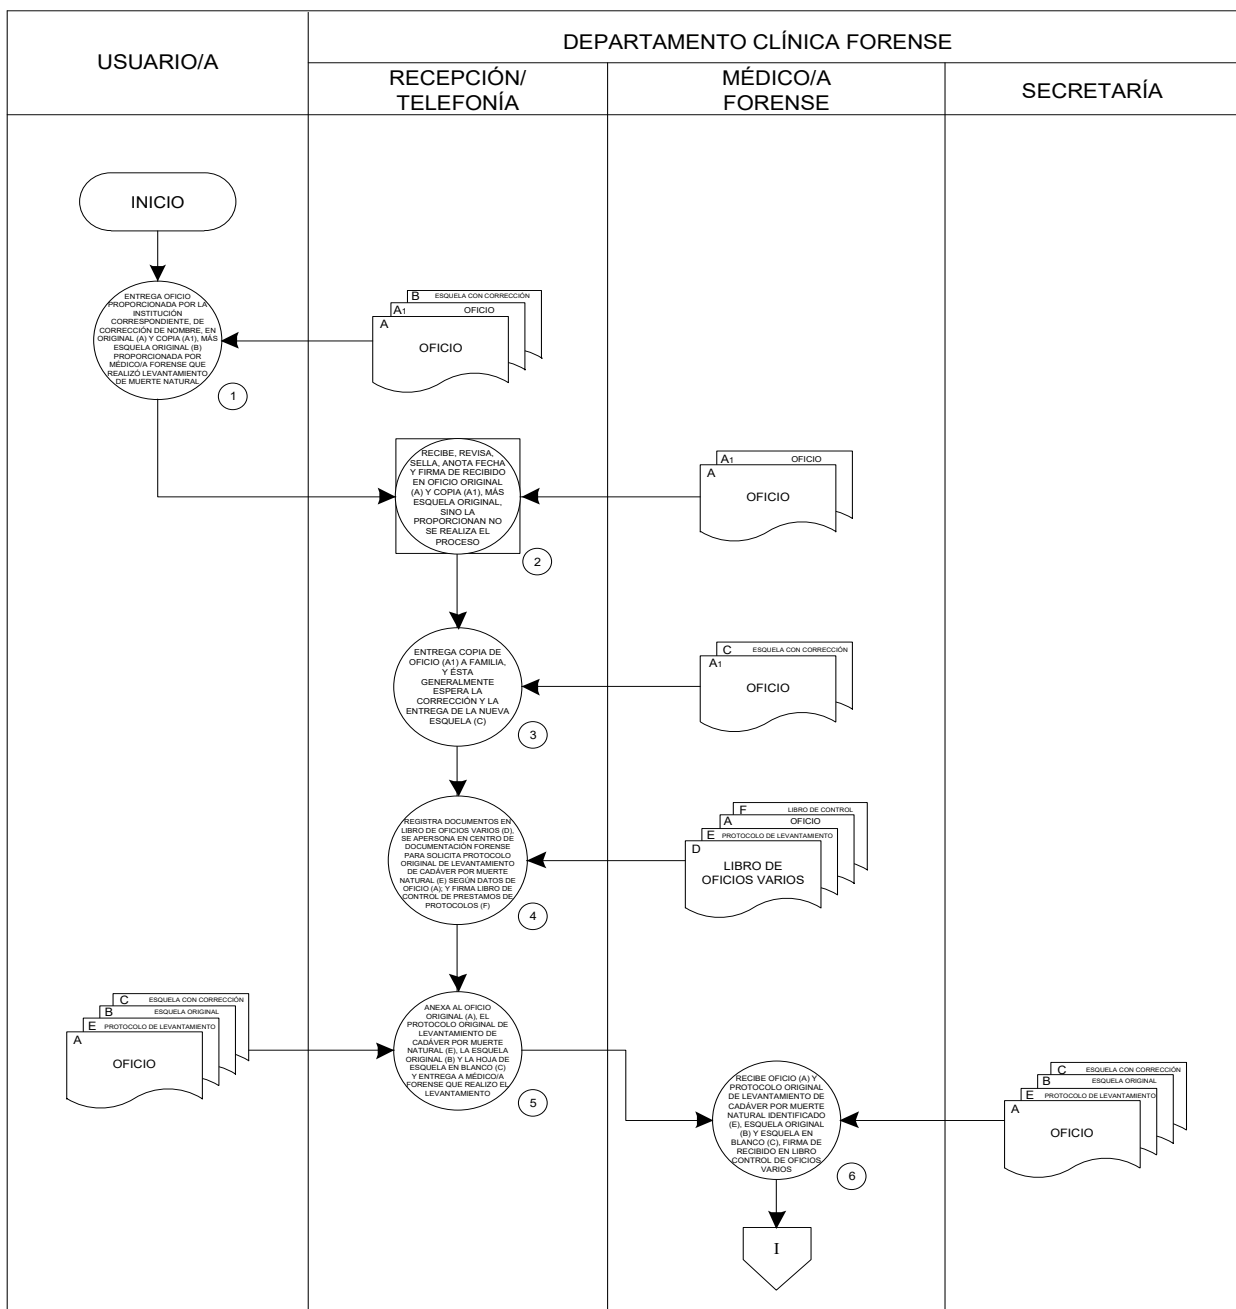 USUARIO/A
DEPARTAMENTO CLÍNICA FORENSE
RECEPCIÓN/
TELEFONÍA
MÉDICO/A
FORENSE
SECRETARÍA
INICIO
ENTREGA OFICIO
PROPORCIONADA POR LA
INSTITUCIÓN
CORRESPONDIENTE, DE
CORRECCIÓN DE NOMBRE, EN
ORIGINAL (A) Y COPIA (A1), MÁS
ESQUELA ORIGINAL (B)
PROPORCIONADA POR
MÉDICO/A FORENSE QUE
REALIZÓ LEVANTAMIENTO
DE MUERTE NATURAL
1
B ESQUELA CON CORRECCIÓN
A1 OFICIO
A
OFICIO
RECIBE, REVISA,
SELLA, ANOTA FECHA
Y FIRMA DE RECIBIDO
EN OFICIO ORIGINAL
(A) Y COPIA (A1), MÁS
ESQUELA ORIGINAL,
SINO LA
PROPORCIONAN NO
SE REALIZA EL
PROCESO
2
A1 OFICIO
A
OFICIO
ENTREGA COPIA DE
OFICIO (A1) A FAMILIA,
Y ÉSTA
GENERALMENTE
ESPERA LA
CORRECCIÓN Y LA
ENTREGA DE LA NUEVA
ESQUELA (C)
3
C ESQUELA CON CORRECCIÓN
A1
OFICIO
REGISTRA DOCUMENTOS EN
LIBRO DE OFICIOS VARIOS (D),
SE APERSONA EN CENTRO DE
DOCUMENTACIÓN FORENSE
PARA SOLICITA PROTOCOLO
ORIGINAL DE LEVANTAMIENTO
DE CADÁVER POR MUERTE
NATURAL (E) SEGÚN DATOS DE
OFICIO (A); Y FIRMA LIBRO DE
CONTROL DE PRESTAMOS DE
PROTOCOLOS (F)
4
F LIBRO DE CONTROL
A OFICIO
E PROTOCOLO DE LEVANTAMIENTO
D
LIBRO DE
OFICIOS VARIOS
C ESQUELA CON CORRECCIÓN
B ESQUELA ORIGINAL
E PROTOCOLO DE LEVANTAMIENTO
A
OFICIO
ANEXA AL OFICIO
ORIGINAL (A), EL
PROTOCOLO ORIGINAL DE
LEVANTAMIENTO DE
CADÁVER POR MUERTE
NATURAL (E), LA ESQUELA
ORIGINAL (B) Y LA HOJA DE
ESQUELA EN BLANCO (C)
Y ENTREGA A MÉDICO/A
FORENSE QUE REALIZO EL
LEVANTAMIENTO
5
RECIBE OFICIO (A) Y
PROTOCOLO ORIGINAL
DE LEVANTAMIENTO DE
CADÁVER POR MUERTE
NATURAL IDENTIFICADO
(E), ESQUELA ORIGINAL
(B) Y ESQUELA EN
BLANCO (C), FIRMA DE
RECIBIDO EN LIBRO
CONTROL DE OFICIOS
VARIOS
6
C ESQUELA CON CORRECCIÓN
B ESQUELA ORIGINAL
E PROTOCOLO DE LEVANTAMIENTO
A
OFICIO
I